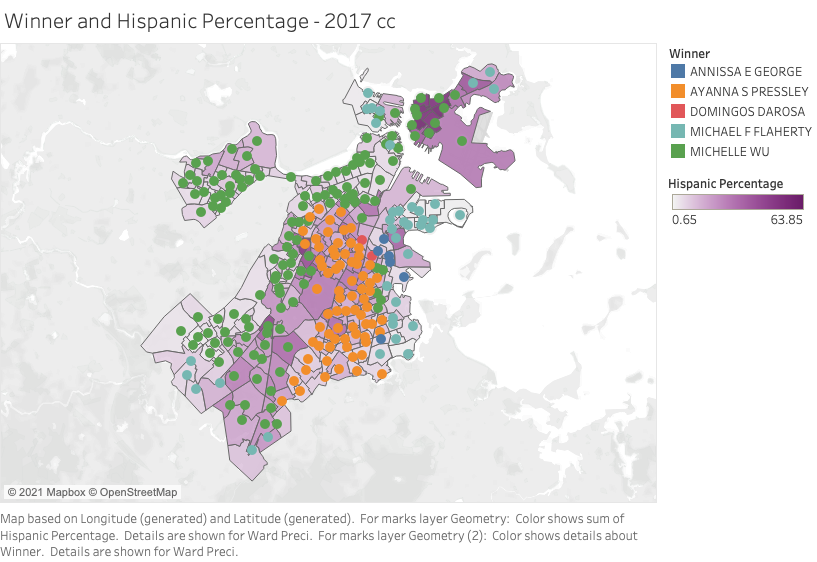 Winner and Hispanic Percentage - 2017 cc
Winner
ANNISSA E GEORGE
AYANNA S PRESSLEY
DOMINGOS DAROSA
MICHAEL F FLAHERTY
MICHELLE WU
Hispanic Percentage
0.65 63.85
© 2021 Mapbox © OpenStreetMap
Map based on Longitude (generated) and Latitude (generated). For marks layer Geometry: Color shows sum of
Hispanic Percentage. Details are shown for Ward Preci. For marks layer Geometry (2): Color shows details about
Winner. Details are shown for Ward Preci.